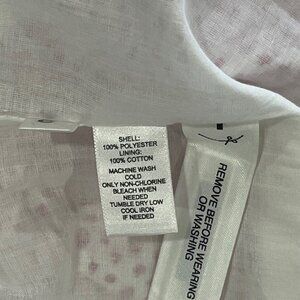 SHELL:
100% POLYESTER
LINING:
100% COTTON
MACHINE WASH
COLD
ONLY NON-CHLORINE
BLEACH WHEN
NEEDED
TUMBLE DRY LOW
COOL IRON
IF NEEDED
REMOVE BEFORE WEARING
OR WASHING